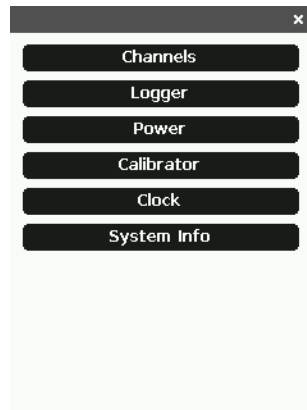 ×
Channels
Logger
Power
Calibrator
Clock
System Info